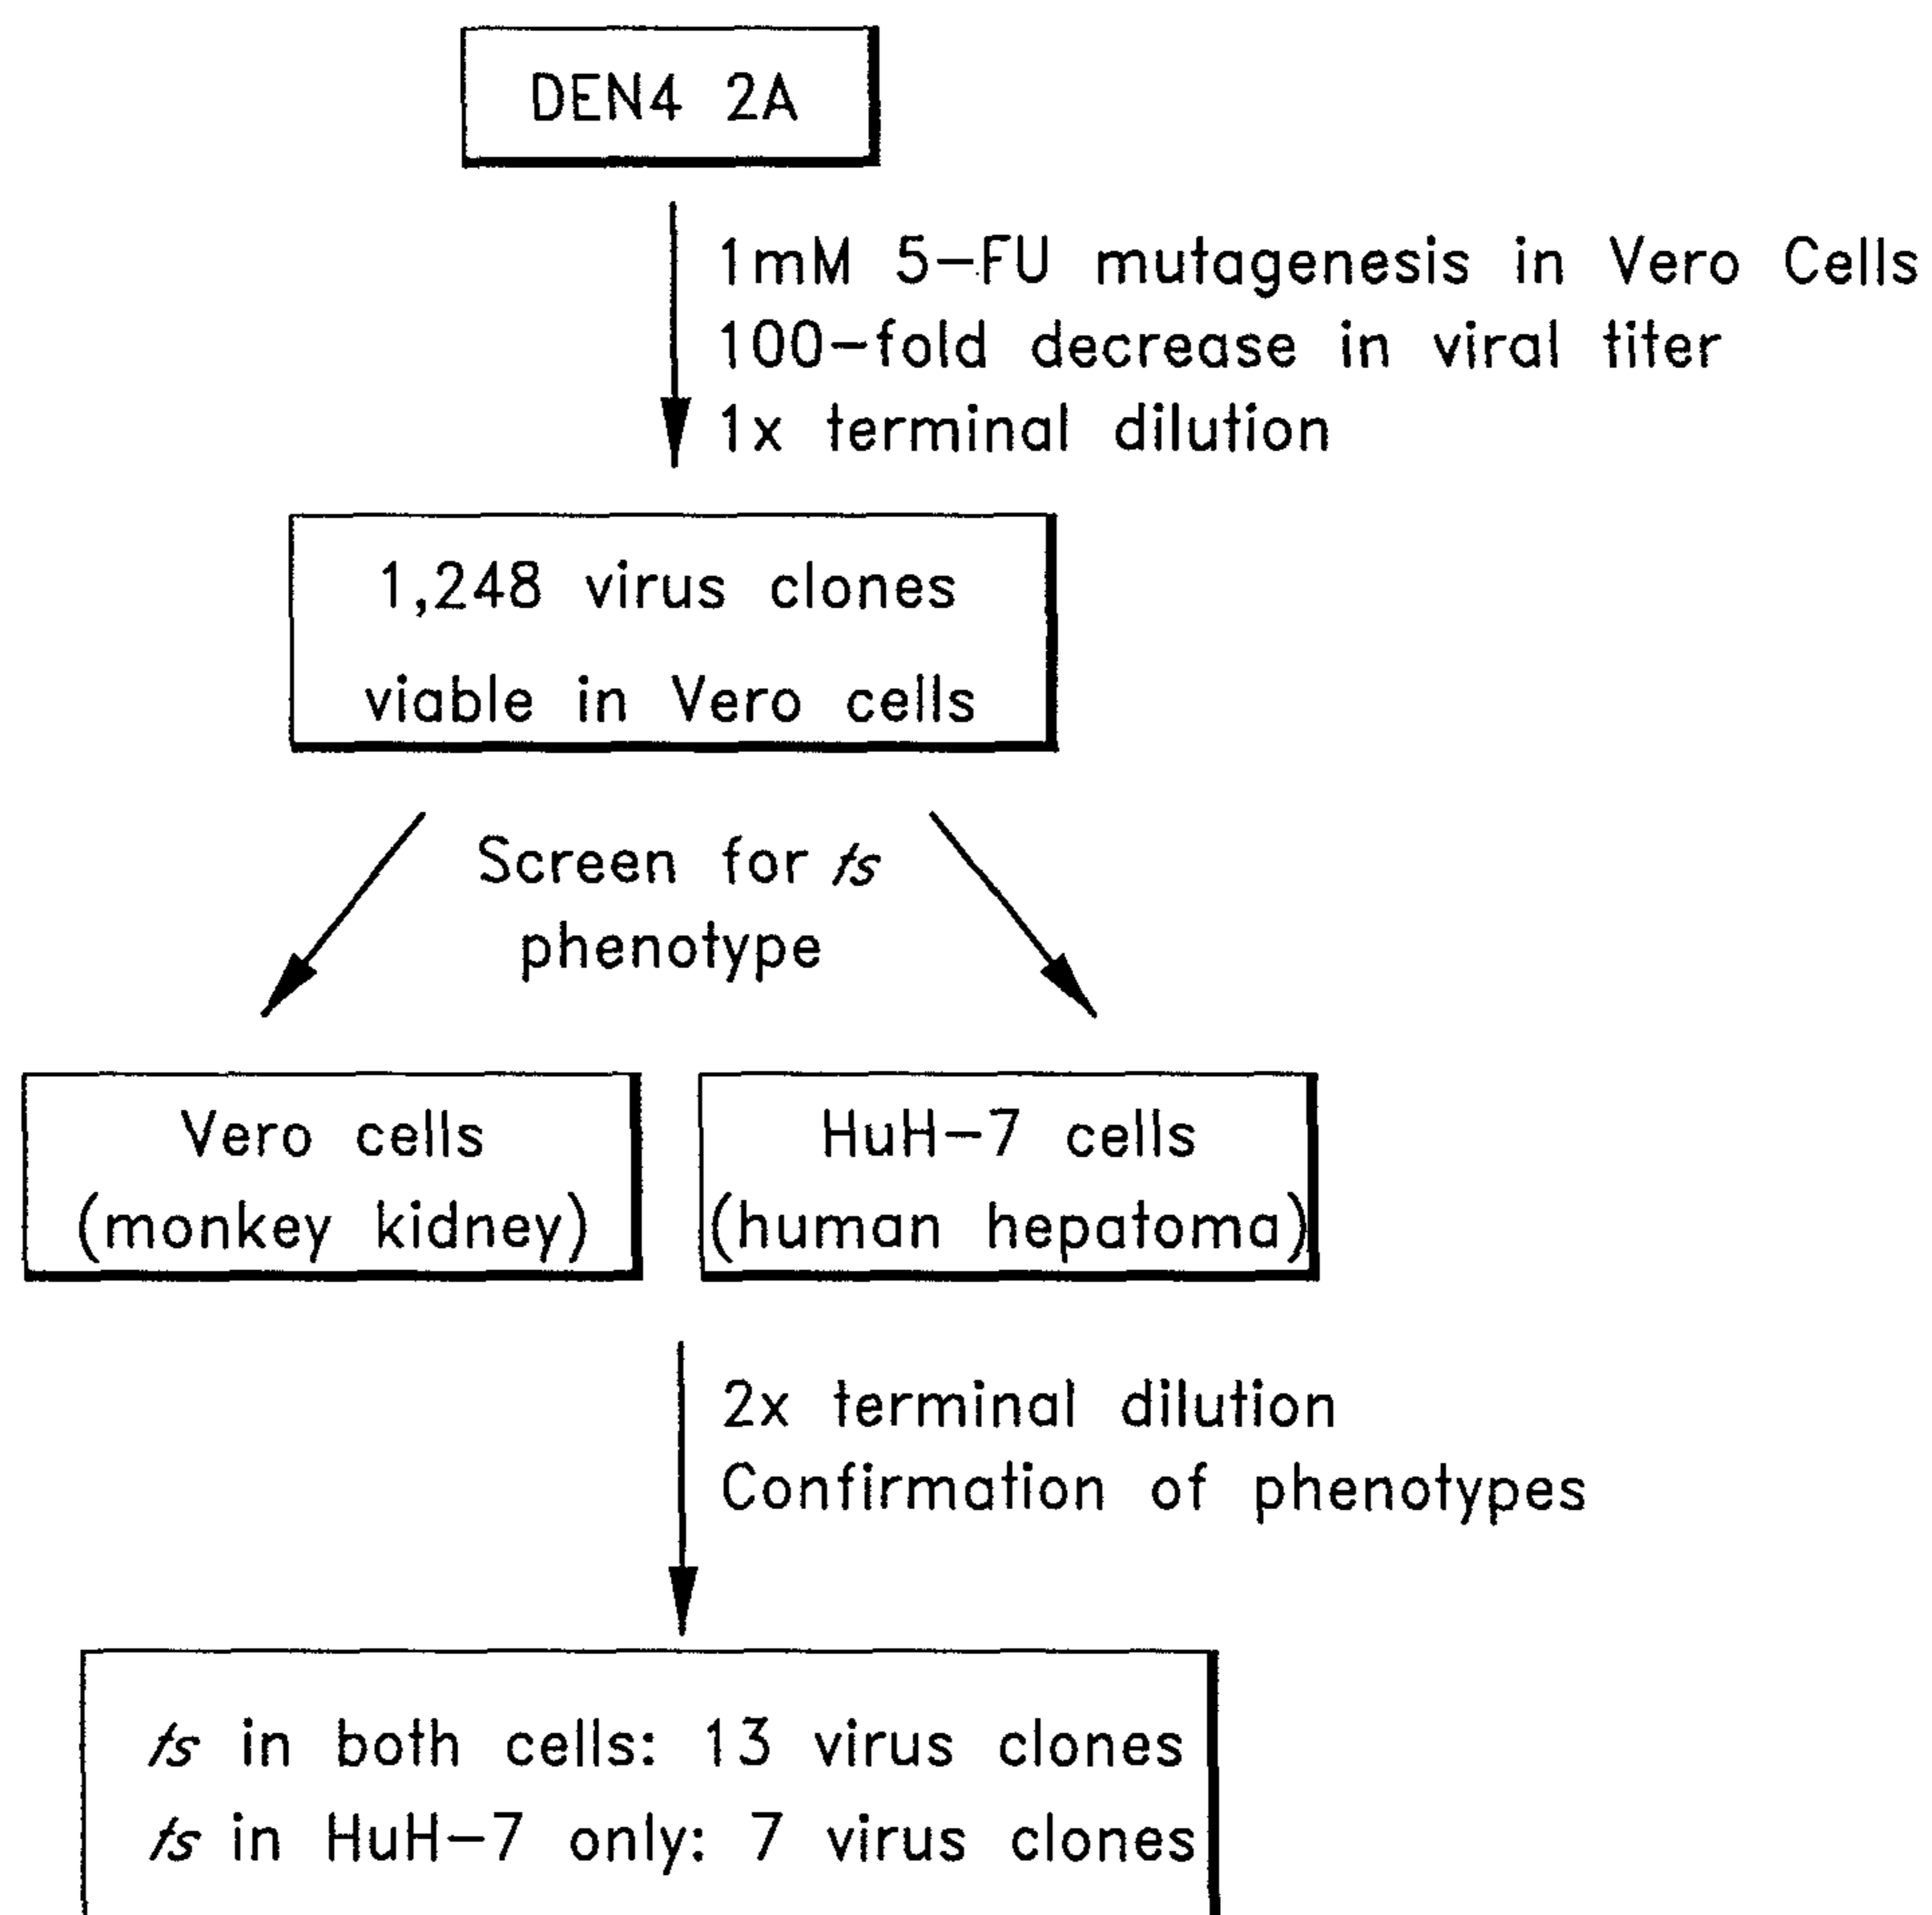 DEN4 2A
1mM 5-FU mutagenesis in Vero Cells
100-fold decrease in viral titer
1x terminal dilution
1,248 virus clones
viable in Vero cells
Screen for ts
phenotype
Vero cells
(monkey kidney)
HuH-7 cells
(human hepatoma)
2x terminal dilution
Confirmation of phenotypes
ts in both cells: 13 virus clones
ts in HuH-7 only: 7 virus clones